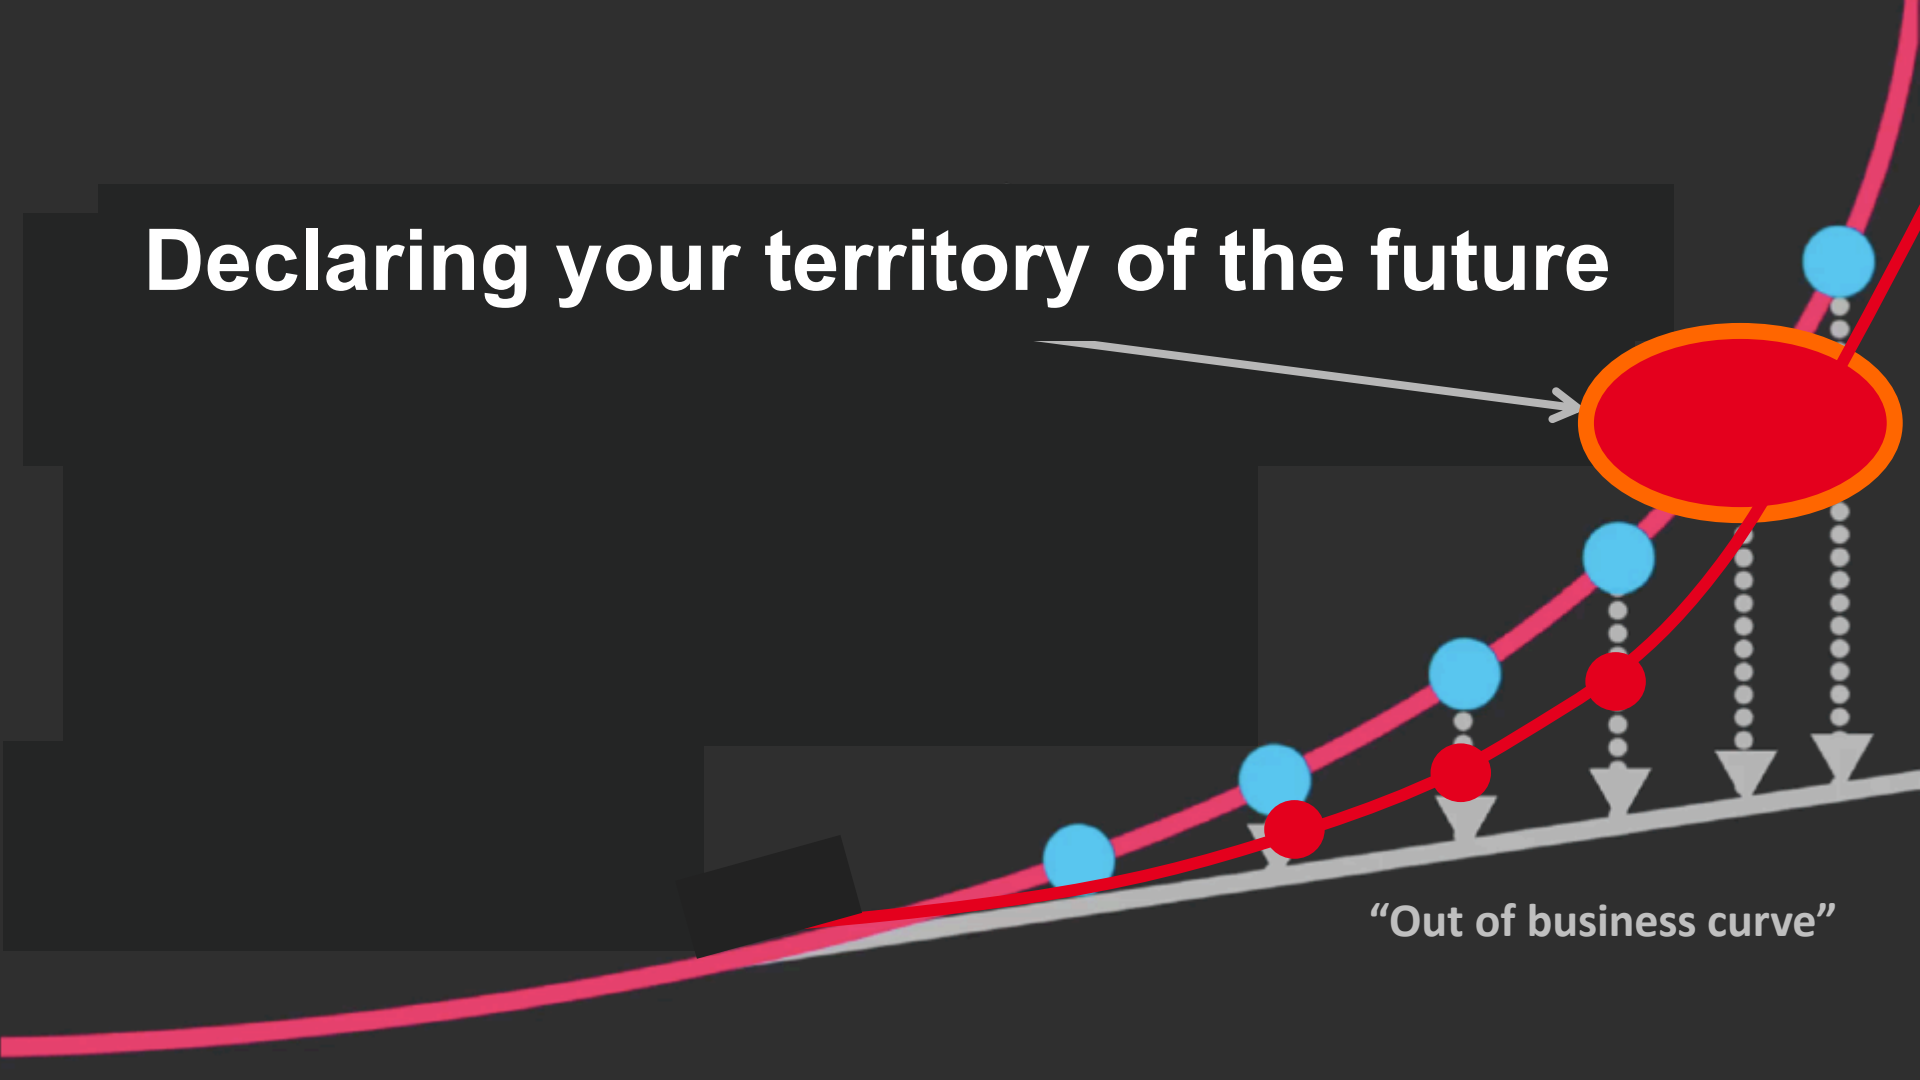 Declaring your territory of the future
“Out of business curve”